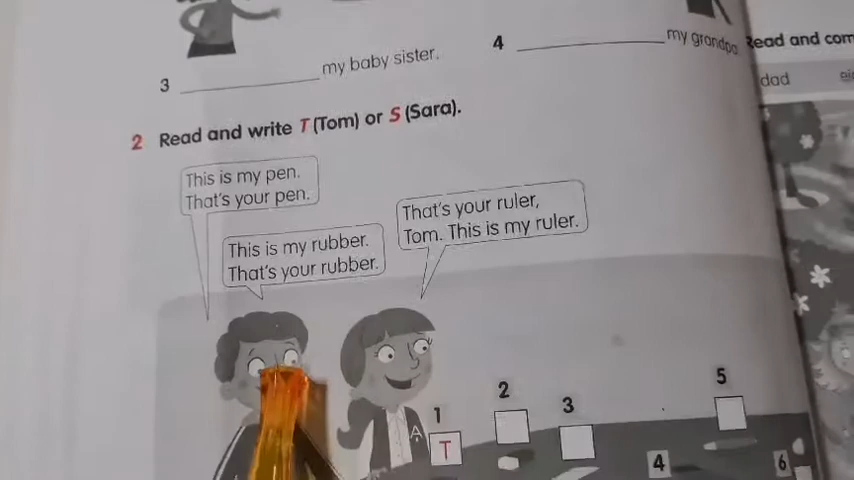 3 ____________ my baby sister.
4 ____________ my grandpa
Read and com
dad
2 Read and write T (Tom) or S (Sara).
This is my pen.
That's your pen.
This is my rubber.
That's your rubber.
That's your ruler,
Tom. This is my ruler.
1
T
2
3
4
5
6
A